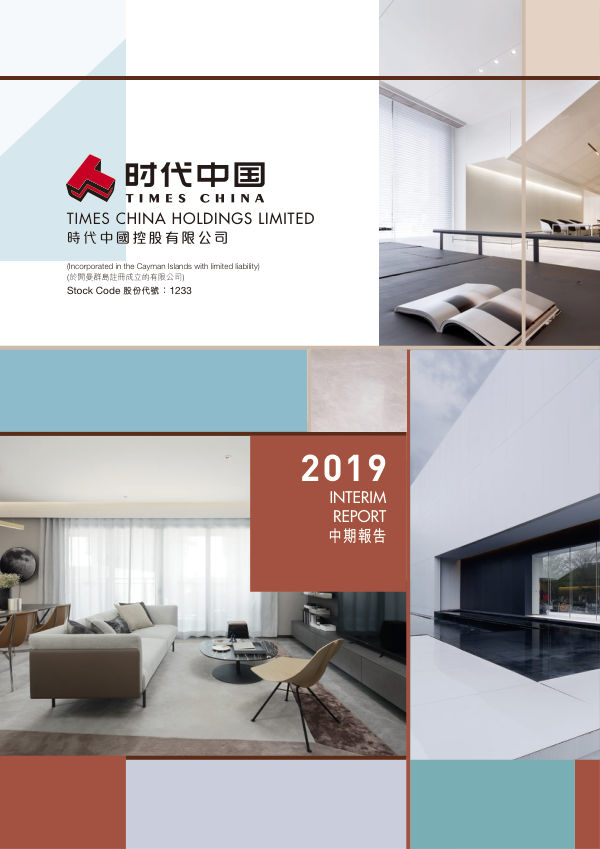 时代中国
TIMES CHINA
TIMES CHINA HOLDINGS LIMITED
時代中國控股有限公司
(Incorporated in the Cayman Islands with limited liability)
(於開曼群島註冊成立的有限公司)
Stock Code 股份代號：1233
2019
INTERIM
REPORT
中期報告